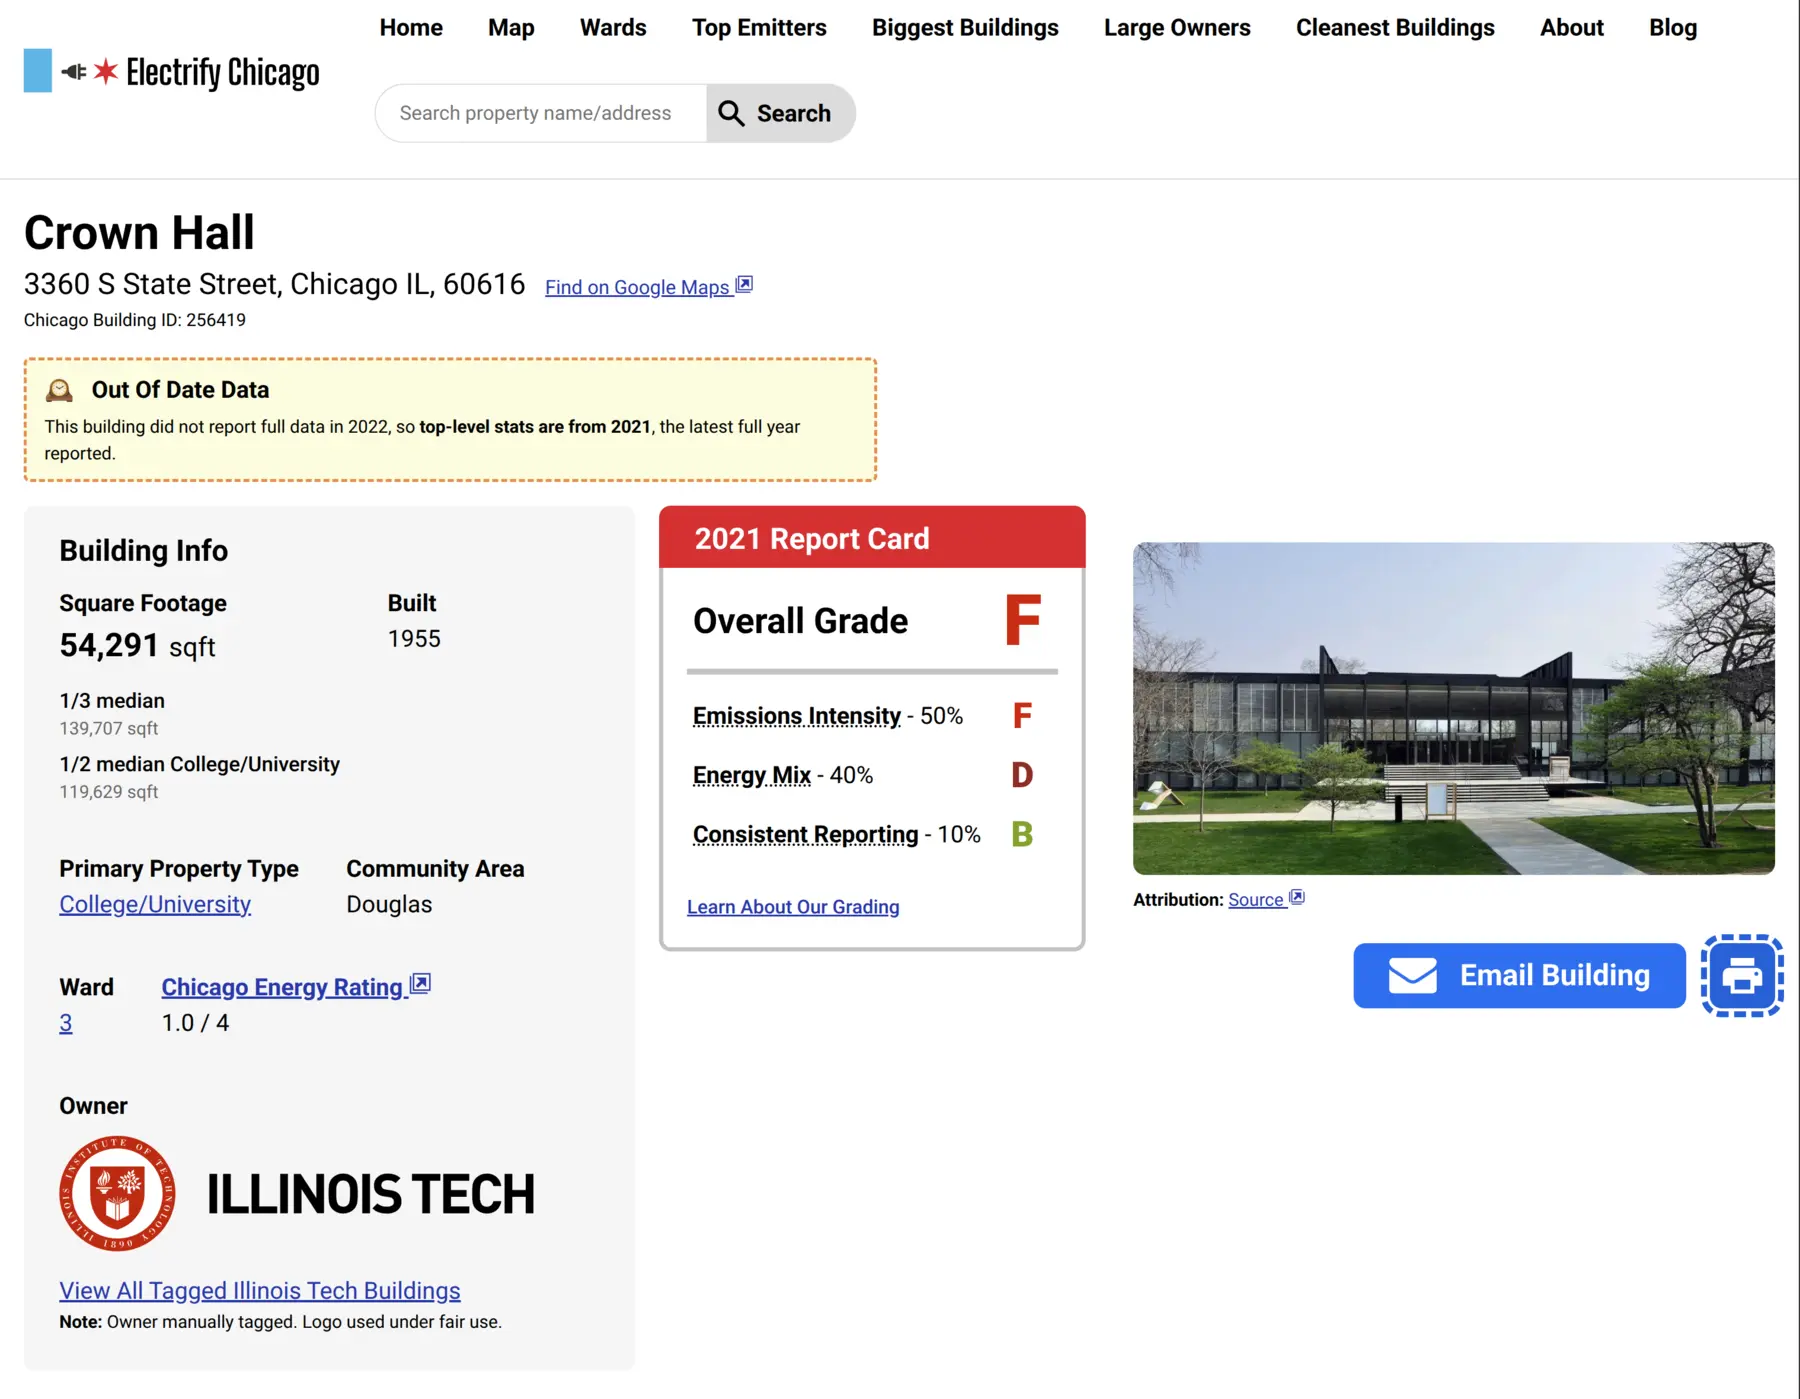 Home Map Wards Top Emitters Biggest Buildings Large Owners Cleanest Buildings About Blog
Electrify Chicago
Search property name/address Search
Crown Hall
3360 S State Street, Chicago IL, 60616 Find on Google Maps
Chicago Building ID: 256419
Out Of Date Data
This building did not report full data in 2022, so top-level stats are from 2021, the latest full year
reported.
Building Info
Square Footage Built
54,291 sqft 1955
1/3 median
139,707 sqft
1/2 median College/University
119,629 sqft
Primary Property Type Community Area
College/University Douglas
Ward Chicago Energy Rating
3 1.0 / 4
Owner
ILLINOIS INSTITUTE OF TECHNOLOGY
1890
ILLINOIS TECH
View All Tagged Illinois Tech Buildings
Note: Owner manually tagged. Logo used under fair use.
2021 Report Card
Overall Grade F
Emissions Intensity - 50% F
Energy Mix - 40% D
Consistent Reporting - 10% B
Learn About Our Grading
Attribution: Source
Email Building